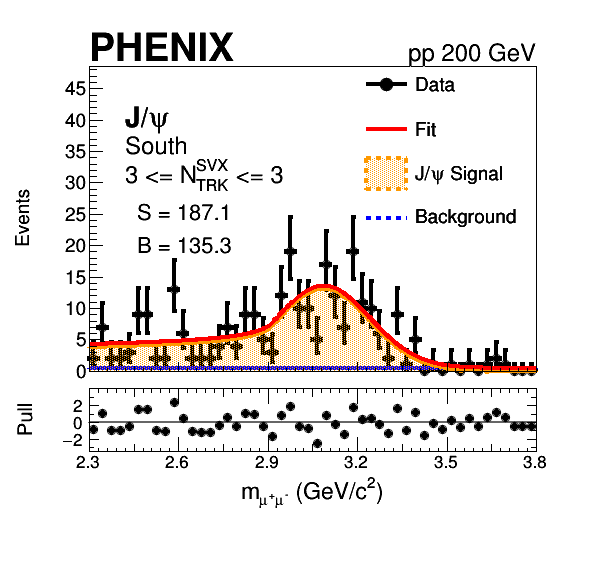 PHENIX
pp 200 GeV
J/ψ
South
3 <= N^SVX_TRK <= 3
S = 187.1
B = 135.3
Data
Fit
J/ψ Signal
Background
Events
45
40
35
30
25
20
15
10
5
0
Pull
2
0
−2
2.3 2.6 2.9 3.2 3.5 3.8
m_μ⁺μ⁻ (GeV/c²)